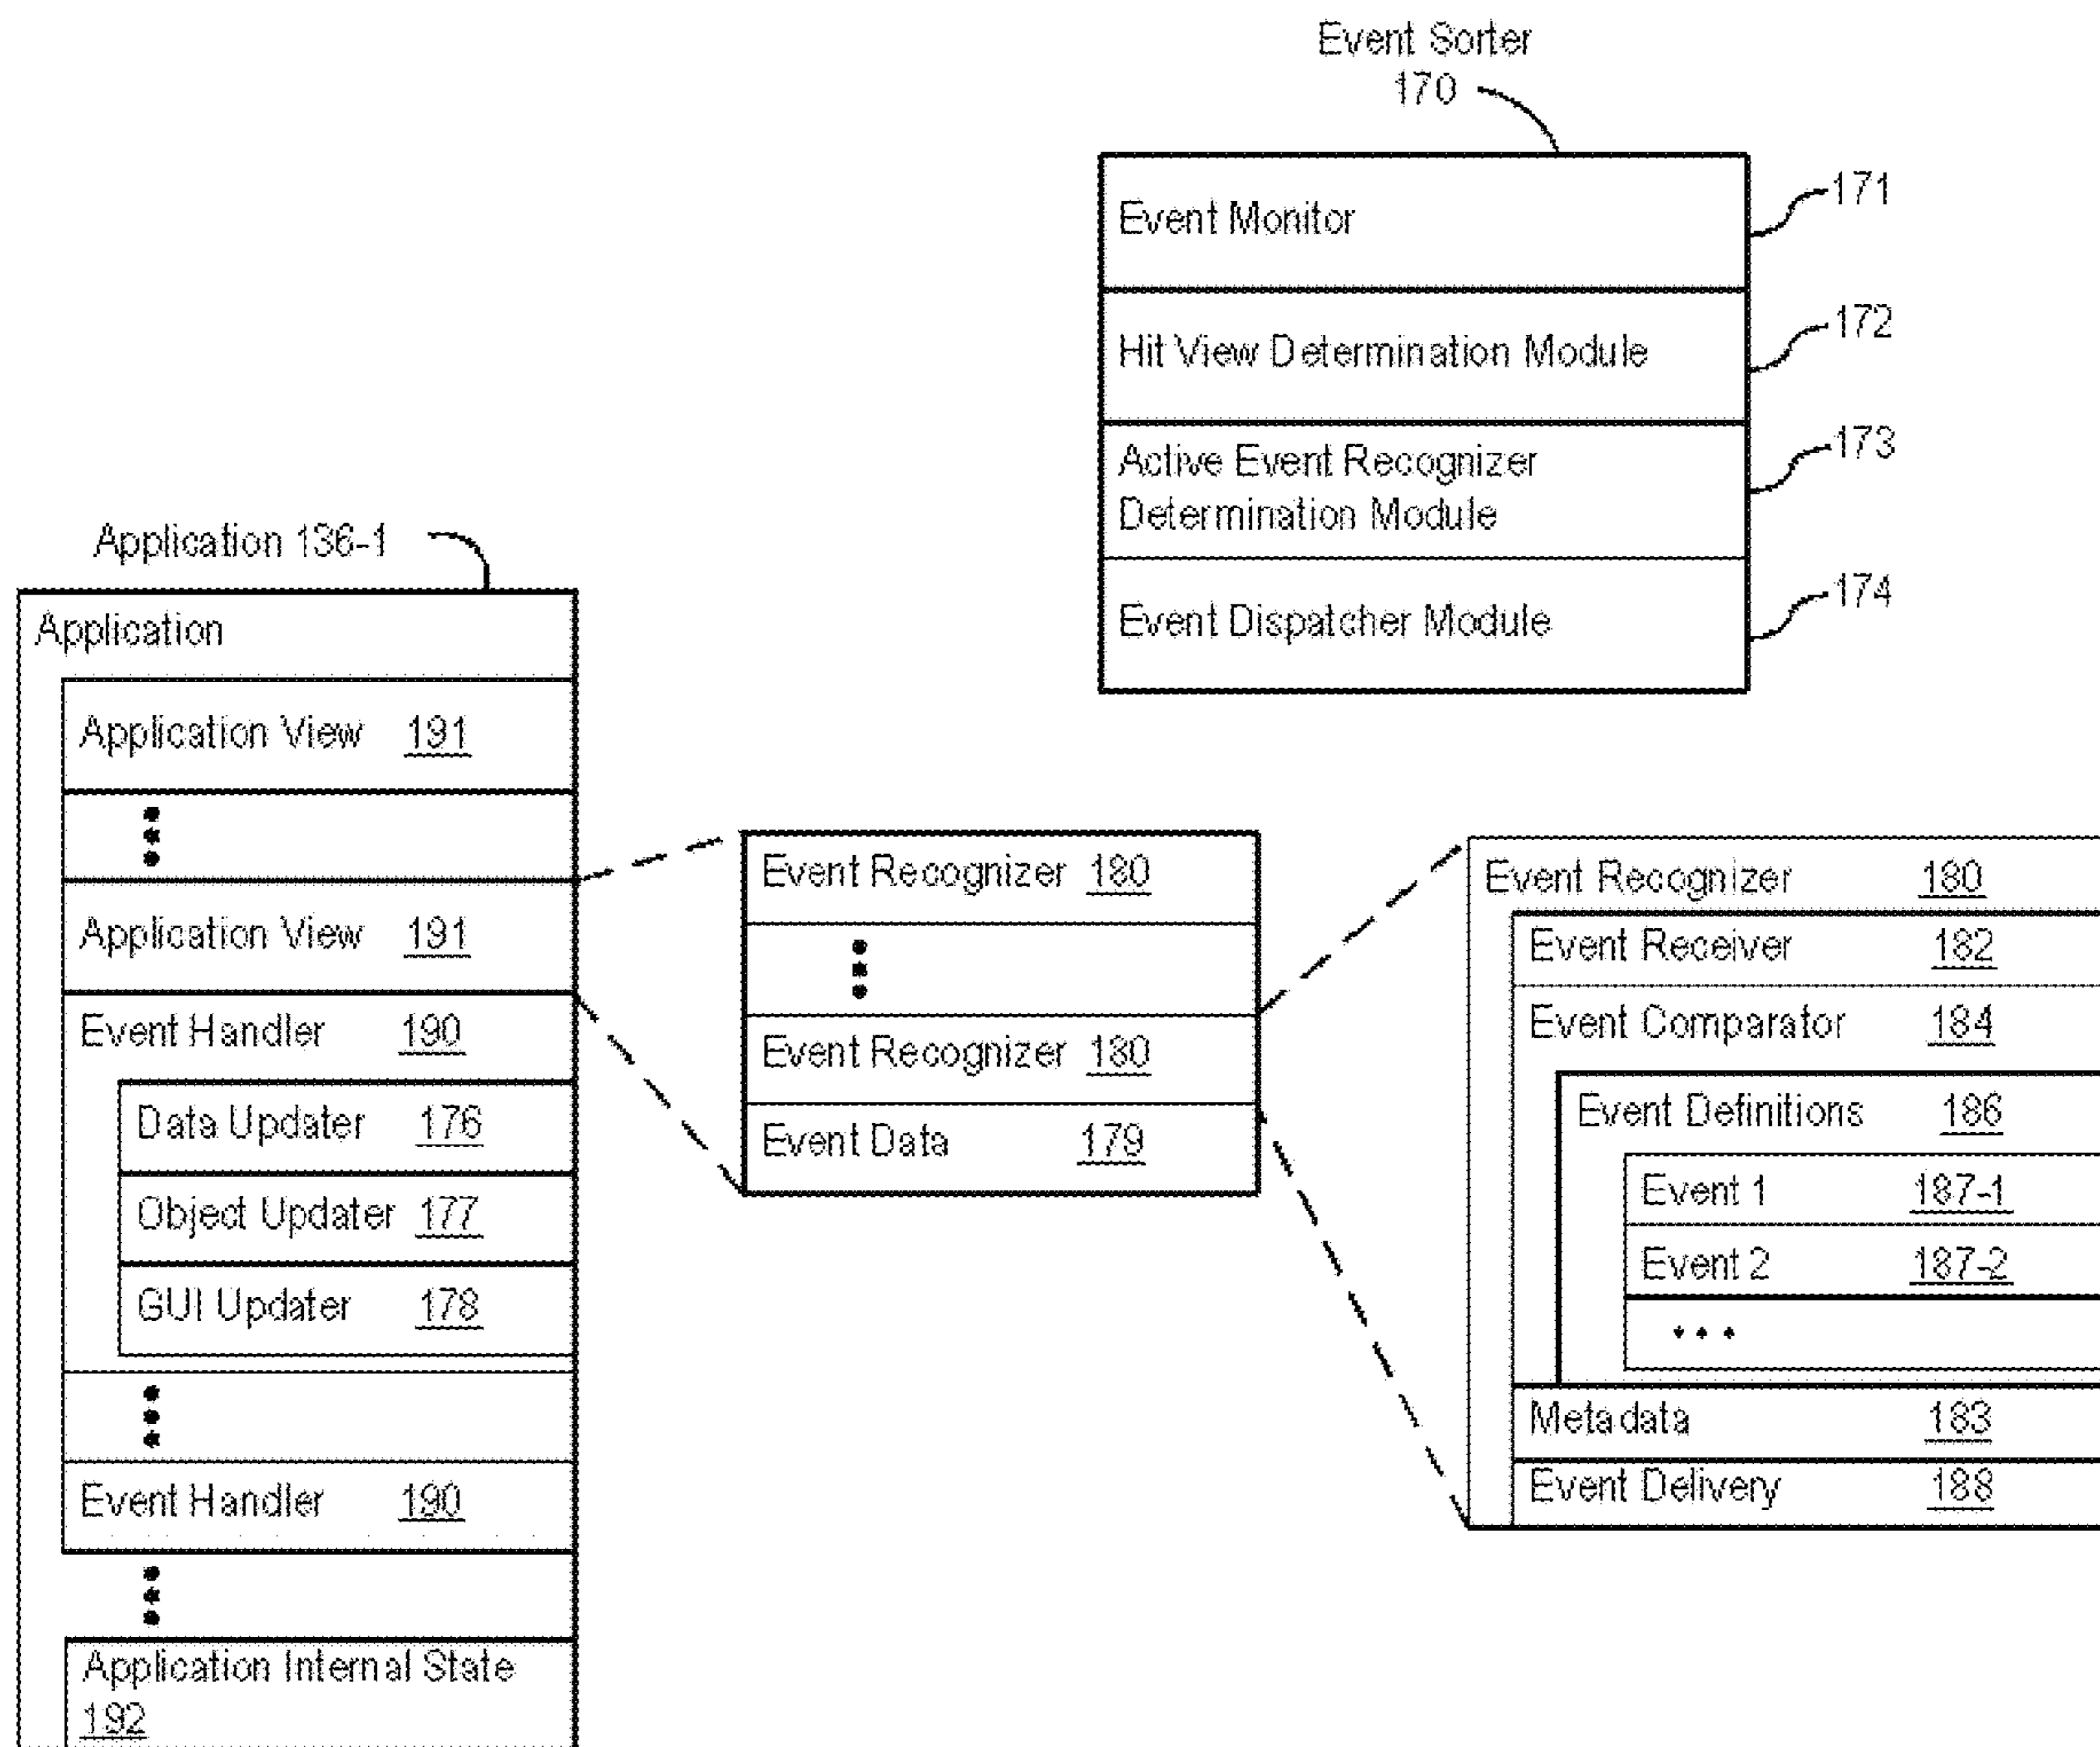 Event Sorter
170
Event Monitor
171
Hit View Determination Module
172
Active Event Recognizer
Determination Module
173
Event Dispatcher Module
174
Application 136-1
Application
Application View 191
Application View 191
Event Handler 190
Data Updater 176
Object Updater 177
GUI Updater 178
Event Handler 190
Application Internal State
192
Event Recognizer 180
Event Recognizer 180
Event Data 179
Event Recognizer 180
Event Receiver 182
Event Comparator 184
Event Definitions 186
Event 1 187-1
Event 2 187-2
Metadata 183
Event Delivery 188